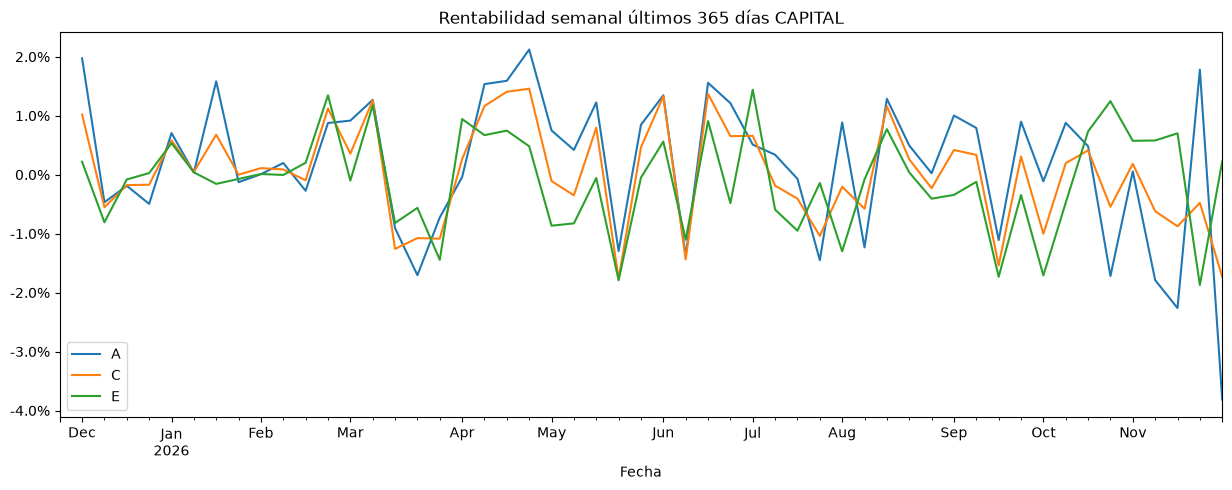 Rentabilidad semanal últimos 365 días CAPITAL
2.0%
1.0%
0.0%
-1.0%
-2.0%
-3.0%
-4.0%
A
C
E
Dec Jan Feb Mar Apr May Jun Jul Aug Sep Oct Nov
2026
Fecha